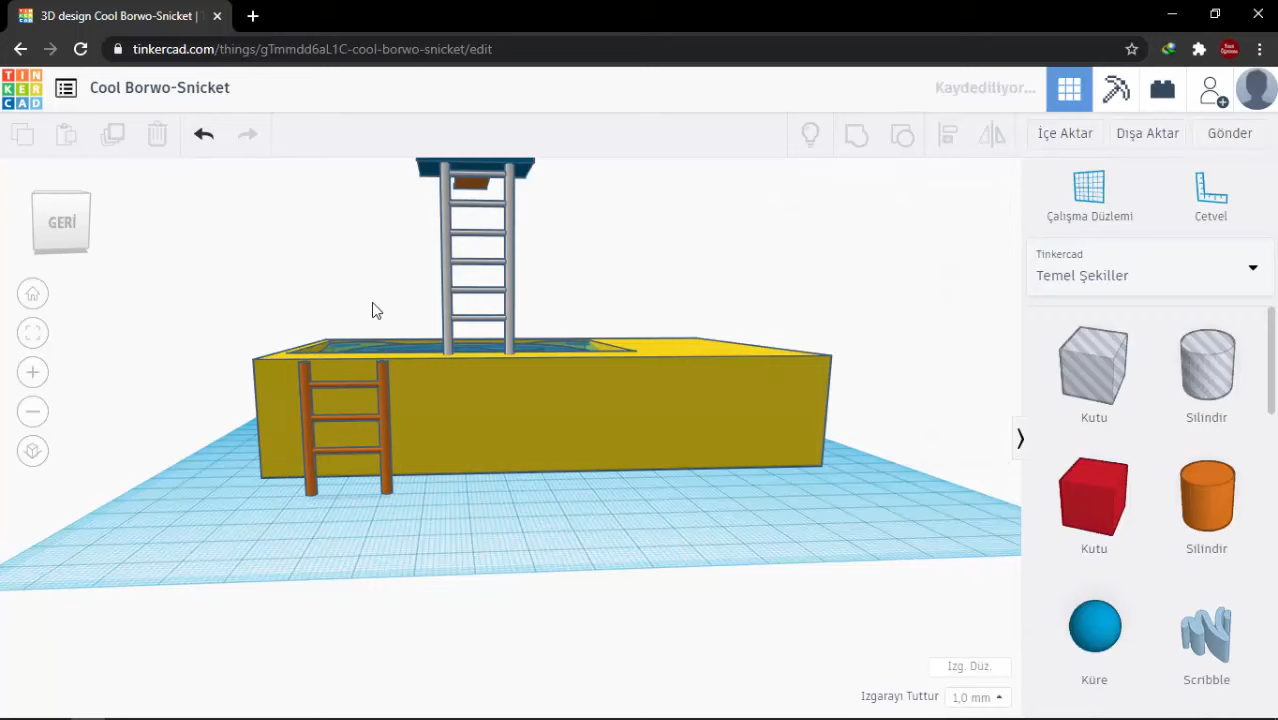 3D design Cool Borwo-Snicket |
tinkercad.com/things/gTmmdd6aL1C-cool-borwo-snicket/edit
TIN
KER
CAD
Cool Borwo-Snicket
Kaydediliyor...
İçe Aktar
Dışa Aktar
Gönder
GERİ
Çalışma Düzlemi
Cetvel
Tinkercad
Temel Şekiller
Kutu
Silindir
Kutu
Silindir
Küre
Scribble
Izg. Düz.
Izgarayı Tuttur
1,0 mm